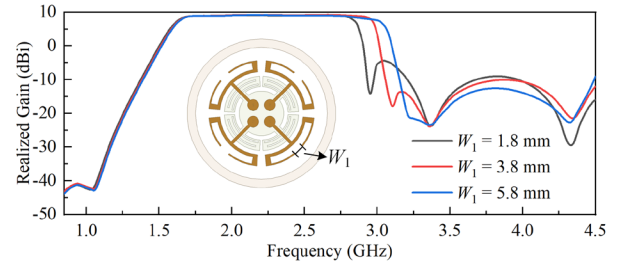 10
0
-10
-20
-30
-40
-50
Realized Gain (dBi)
W₁
W₁ = 1.8 mm
W₁ = 3.8 mm
W₁ = 5.8 mm
1.0 1.5 2.0 2.5 3.0 3.5 4.0 4.5
Frequency (GHz)